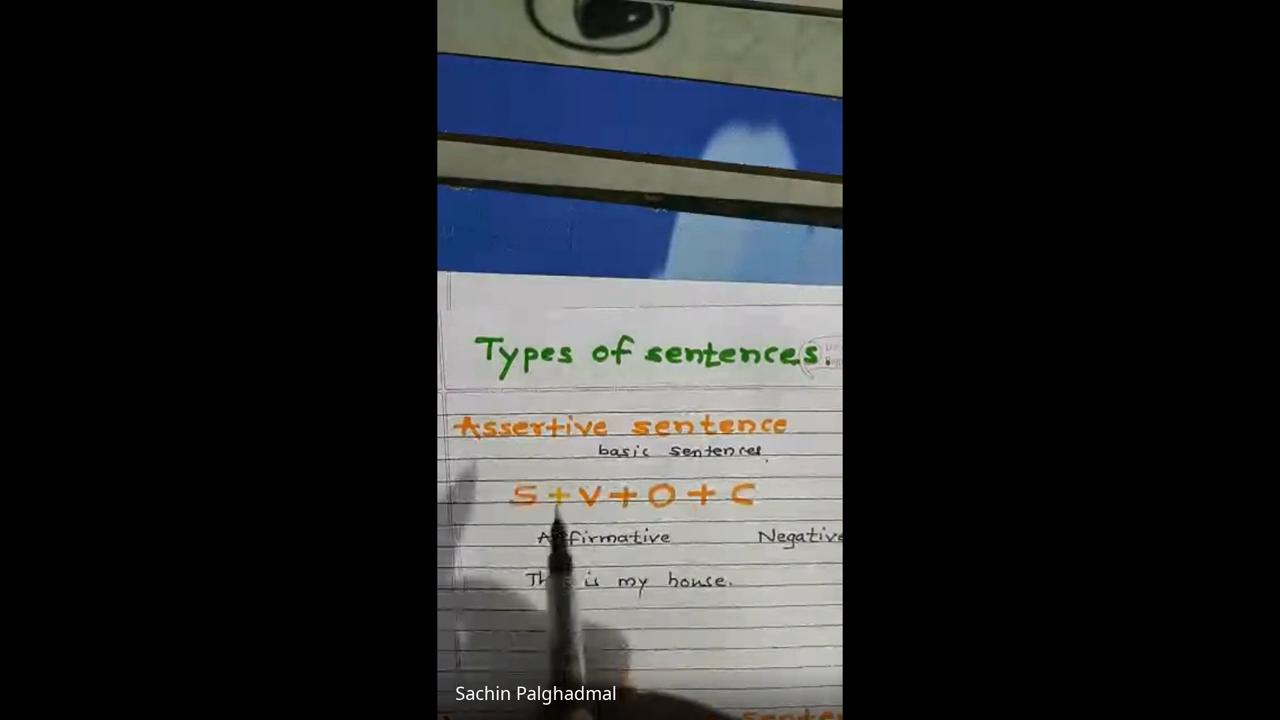 Types of sentences.
Assertive sentence
basic sentences.
S + V + O + C
Affirmative Negative
is my house.
Sachin Palghadmal